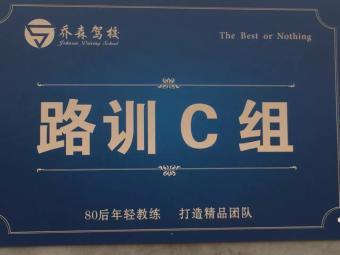 乔森驾校
Johnson Driving School
The Best or Nothing
路训C组
80后年轻教练 打造精品团队